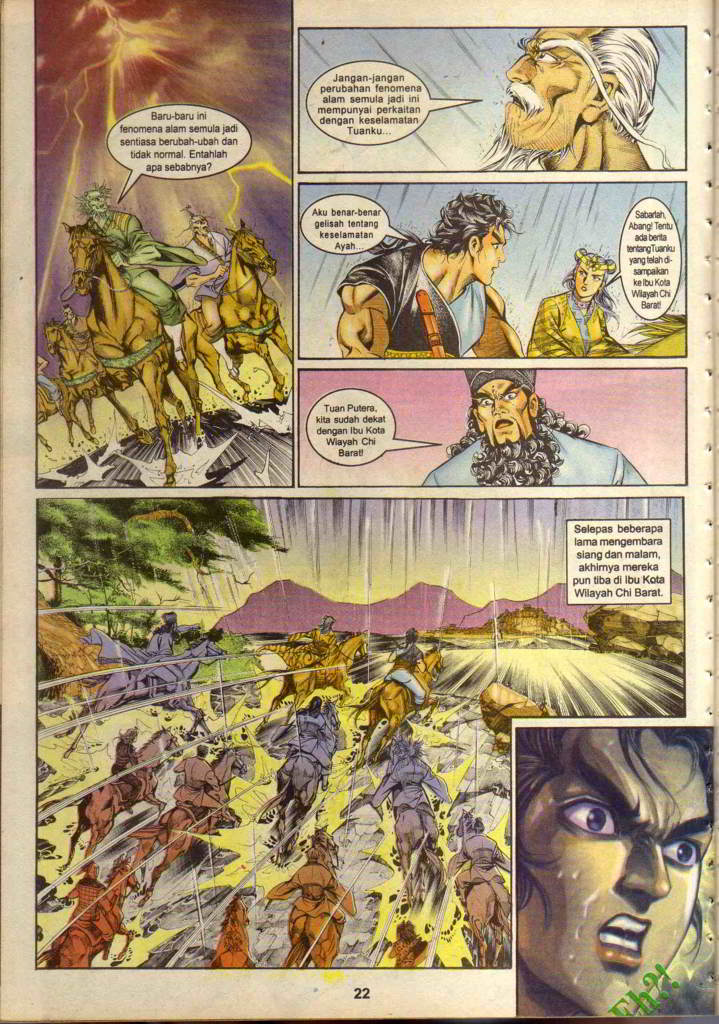 Baru-baru ini
fenomena alam semula jadi
sentiasa berubah-ubah dan
tidak normal. Entahlah
apa sebabnya?
Jangan-jangan
perubahan fenomena
alam semula jadi ini
mempunyai perkaitan
dengan keselamatan
Tuanku...
Aku benar-benar
gelisah tentang
keselamatan
Ayah...
Sabarlah,
Abang! Tentu
ada berita
tentangTuanku
yang telah di-
sampaikan
ke Ibu Kota
Wilayah Chi
Barat!
Tuan Putera,
kita sudah dekat
dengan Ibu Kota
Wiayah Chi
Barat!
Selepas beberapa
lama mengembara
siang dan malam,
akhirnya mereka
pun tiba di Ibu Kota
Wilayah Chi Barat.
Eh?!
22